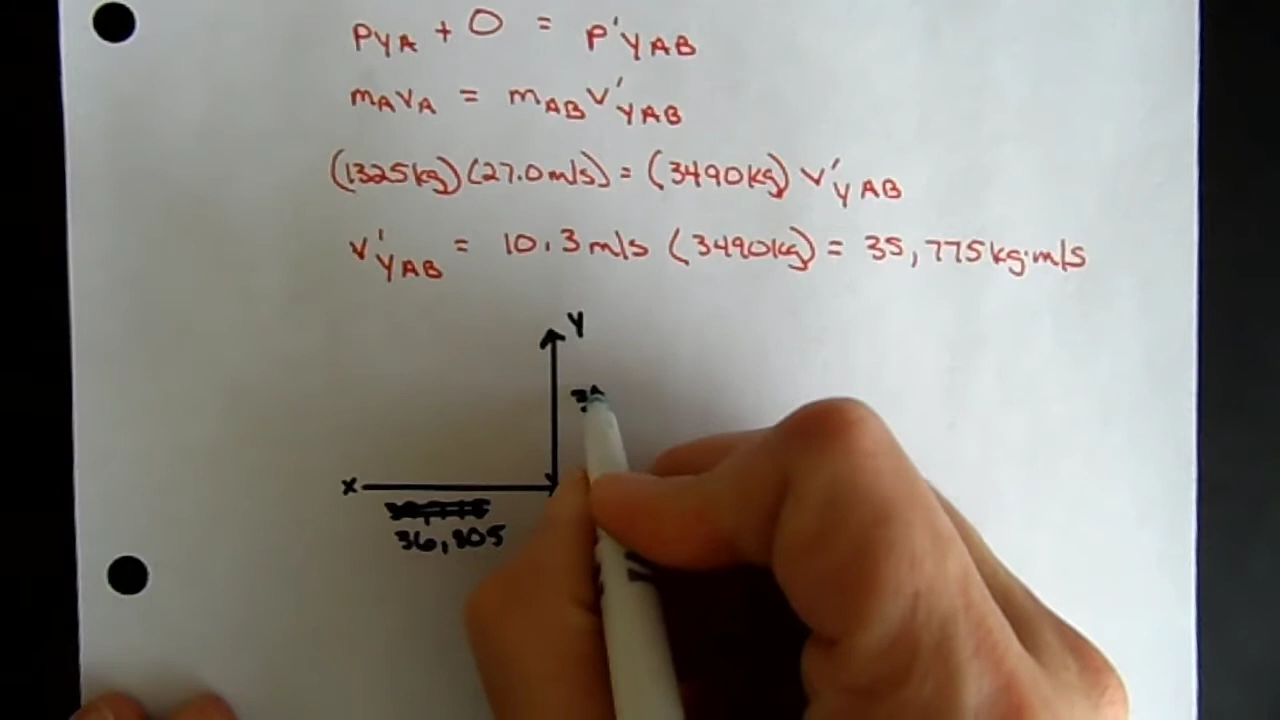 PYA + 0 = P'YAB
mAVA = mABV'YAB
(1325kg)(27.0m/s) = (3490kg) V'YAB
V'YAB = 10.3m/s (3490kg) = 35,775kg·m/s
Y
X
36,805